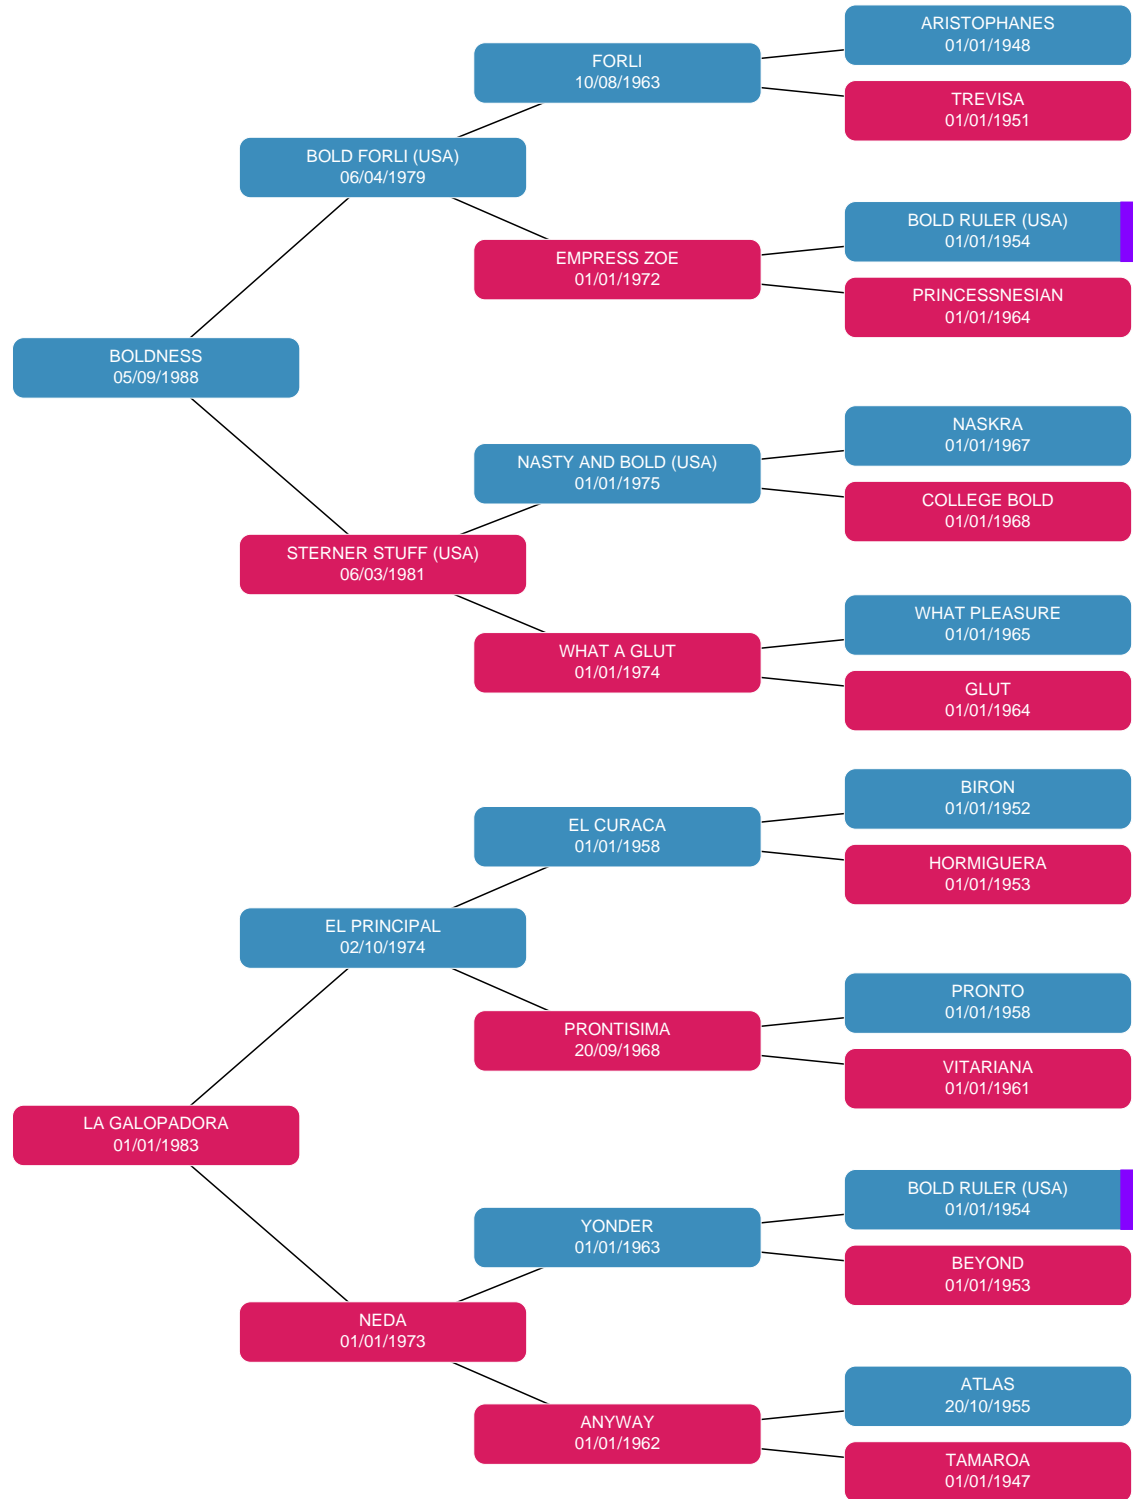 ARISTOPHANES
01/01/1948
FORLI
10/08/1963
TREVISA
01/01/1951
BOLD FORLI (USA)
06/04/1979
BOLD RULER (USA)
01/01/1954
EMPRESS ZOE
01/01/1972
PRINCESSNESIAN
01/01/1964
BOLDNESS
05/09/1988
NASKRA
01/01/1967
NASTY AND BOLD (USA)
01/01/1975
COLLEGE BOLD
01/01/1968
STERNER STUFF (USA)
06/03/1981
WHAT PLEASURE
01/01/1965
WHAT A GLUT
01/01/1974
GLUT
01/01/1964
BIRON
01/01/1952
EL CURACA
01/01/1958
HORMIGUERA
01/01/1953
EL PRINCIPAL
02/10/1974
PRONTO
01/01/1958
PRONTISIMA
20/09/1968
VITARIANA
01/01/1961
LA GALOPADORA
01/01/1983
BOLD RULER (USA)
01/01/1954
YONDER
01/01/1963
BEYOND
01/01/1953
NEDA
01/01/1973
ATLAS
20/10/1955
ANYWAY
01/01/1962
TAMAROA
01/01/1947